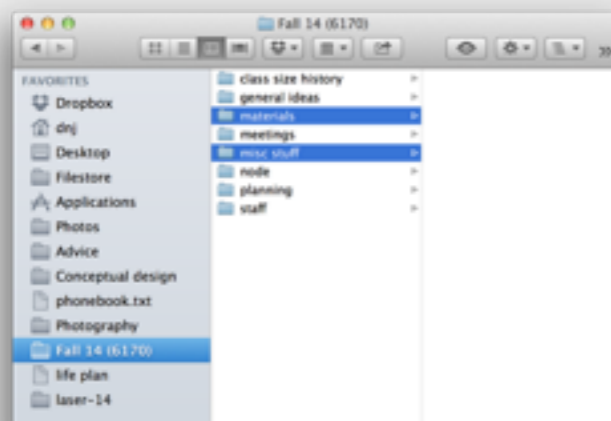 Fall 14 (6170)
FAVORITES
Dropbox
dnj
Desktop
Filestore
Applications
Photos
Advice
Conceptual design
phonebook.txt
Photography
Fall 14 (6170)
life plan
laser-14
class size history
general ideas
materials
meetings
misc stuff
node
planning
staff